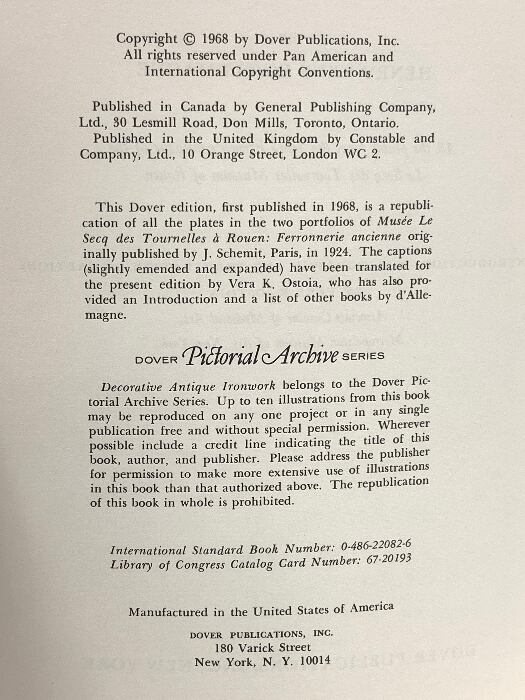 Copyright © 1968 by Dover Publications, Inc.
All rights reserved under Pan American and
International Copyright Conventions.
Published in Canada by General Publishing Company,
Ltd., 30 Lesmill Road, Don Mills, Toronto, Ontario.
Published in the United Kingdom by Constable and
Company, Ltd., 10 Orange Street, London WC 2.
This Dover edition, first published in 1968, is a republi-
cation of all the plates in the two portfolios of Musée Le
Secq des Tournelles à Rouen: Ferronnerie ancienne orig-
inally published by J. Schemit, Paris, in 1924. The captions
(slightly emended and expanded) have been translated for
the present edition by Vera K. Ostoia, who has also pro-
vided an Introduction and a list of other books by d'Alle-
magne.
DOVER Pictorial Archive SERIES
Decorative Antique Ironwork belongs to the Dover Pic-
torial Archive Series. Up to ten illustrations from this book
may be reproduced on any one project or in any single
publication free and without special permission. Wherever
possible include a credit line indicating the title of this
book, author, and publisher. Please address the publisher
for permission to make more extensive use of illustrations
in this book than that authorized above. The republication
of this book in whole is prohibited.
International Standard Book Number: 0-486-22082-6
Library of Congress Catalog Card Number: 67-20193
Manufactured in the United States of America
DOVER PUBLICATIONS, INC.
180 Varick Street
New York, N. Y. 10014